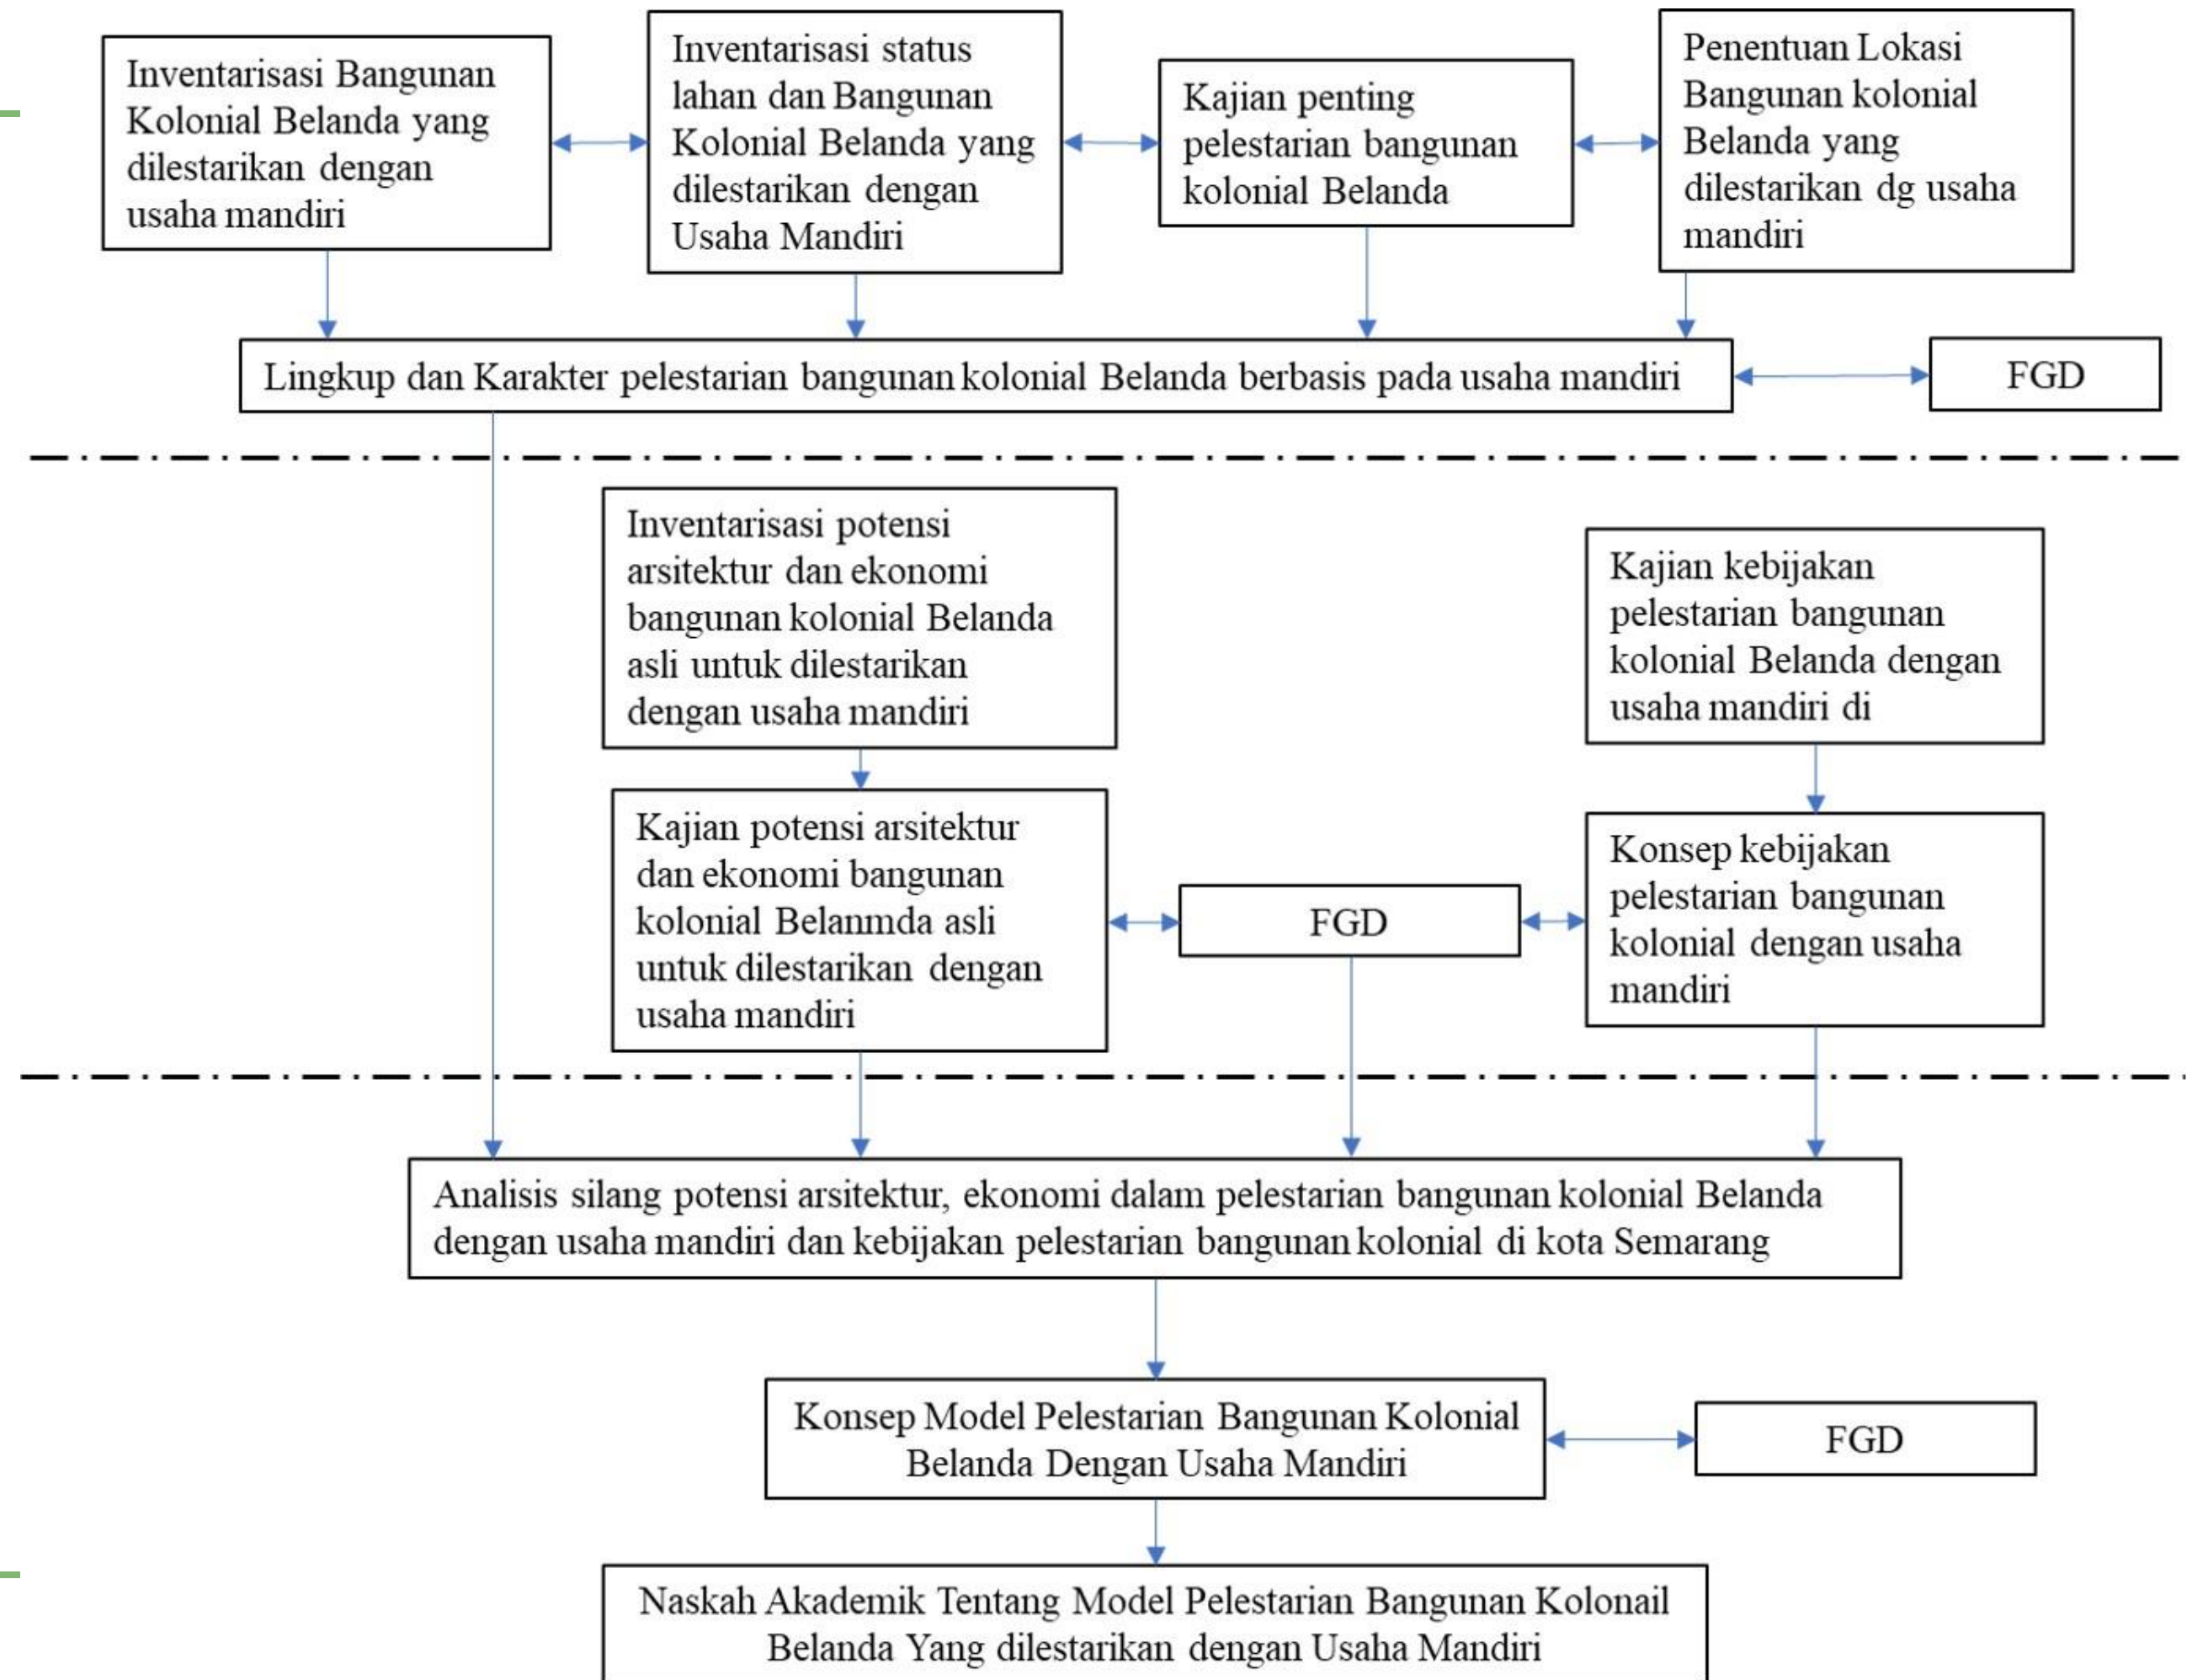 Inventarisasi Bangunan
Kolonial Belanda yang
dilestarikan dengan
usaha mandiri
Inventarisasi status
lahan dan Bangunan
Kolonial Belanda yang
dilestarikan dengan
Usaha Mandiri
Kajian penting
pelestarian bangunan
kolonial Belanda
Penentuan Lokasi
Bangunan kolonial
Belanda yang
dilestarikan dg usaha
mandiri
Lingkup dan Karakter pelestarian bangunan kolonial Belanda berbasis pada usaha mandiri
FGD
Inventarisasi potensi
arsitektur dan ekonomi
bangunan kolonial Belanda
asli untuk dilestarikan
dengan usaha mandiri
Kajian kebijakan
pelestarian bangunan
kolonial Belanda dengan
usaha mandiri di
Kajian potensi arsitektur
dan ekonomi bangunan
kolonial Belanmda asli
untuk dilestarikan dengan
usaha mandiri
FGD
Konsep kebijakan
pelestarian bangunan
kolonial dengan usaha
mandiri
Analisis silang potensi arsitektur, ekonomi dalam pelestarian bangunan kolonial Belanda
dengan usaha mandiri dan kebijakan pelestarian bangunan kolonial di kota Semarang
Konsep Model Pelestarian Bangunan Kolonial
Belanda Dengan Usaha Mandiri
FGD
Naskah Akademik Tentang Model Pelestarian Bangunan Kolonail
Belanda Yang dilestarikan dengan Usaha Mandiri